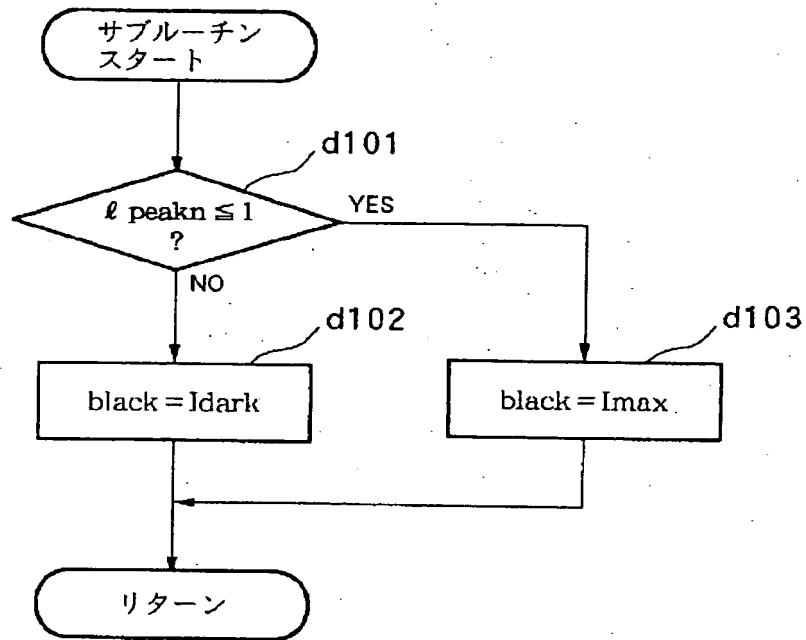 サブルーチン
スタート
d101
ℓ peakn ≦ 1
?
YES
NO
d102
d103
black = Idark
black = Imax
リターン